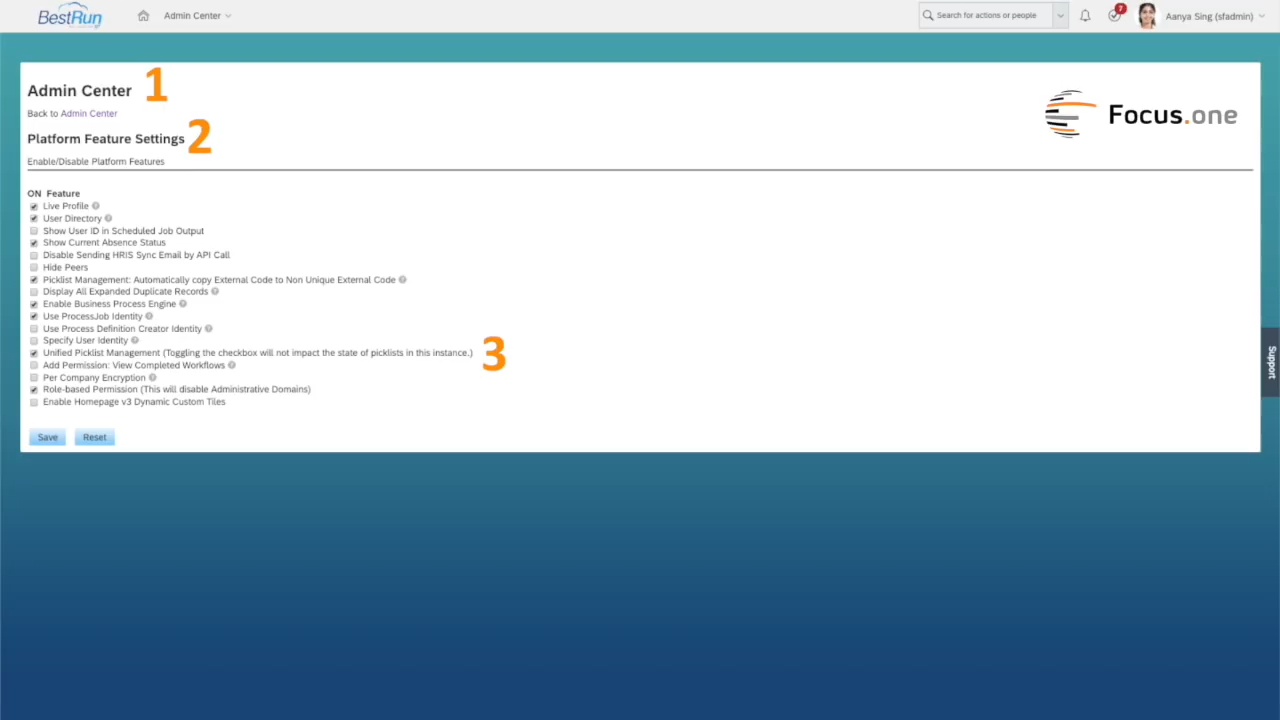 BestRun
Admin Center
Search for actions or people
7
Aanya Sing (sfadmin)
Admin Center
1
Back to Admin Center
Focus.one
Platform Feature Settings
2
Enable/Disable Platform Features
ON Feature
Live Profile
User Directory
Show User ID in Scheduled Job Output
Show Current Absence Status
Disable Sending HRIS Sync Email by API Call
Hide Peers
Picklist Management: Automatically copy External Code to Non Unique External Code
Display All Expanded Duplicate Records
Enable Business Process Engine
Use ProcessJob Identity
Use Process Definition Creator Identity
Specify User Identity
Unified Picklist Management (Toggling the checkbox will not impact the state of picklists in this instance.)
3
Add Permission: View Completed Workflows
Per Company Encryption
Role-based Permission (This will disable Administrative Domains)
Enable Homepage v3 Dynamic Custom Tiles
Support
Save
Reset